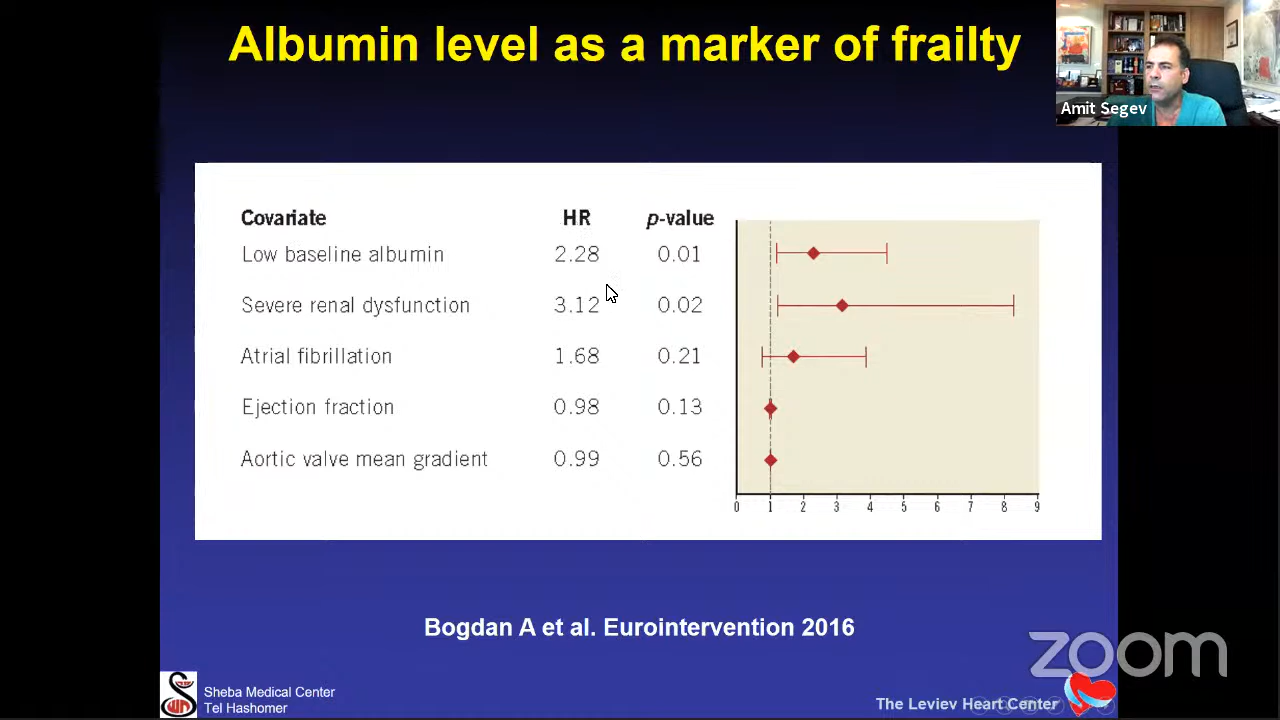 Albumin level as a marker of frailty
Amit Segev
Covariate HR p-value
Low baseline albumin 2.28 0.01
Severe renal dysfunction 3.12 0.02
Atrial fibrillation 1.68 0.21
Ejection fraction 0.98 0.13
Aortic valve mean gradient 0.99 0.56
0 1 2 3 4 5 6 7 8 9
Bogdan A et al. Eurointervention 2016
zoom
Sheba Medical Center
Tel Hashomer
The Leviev Heart Center